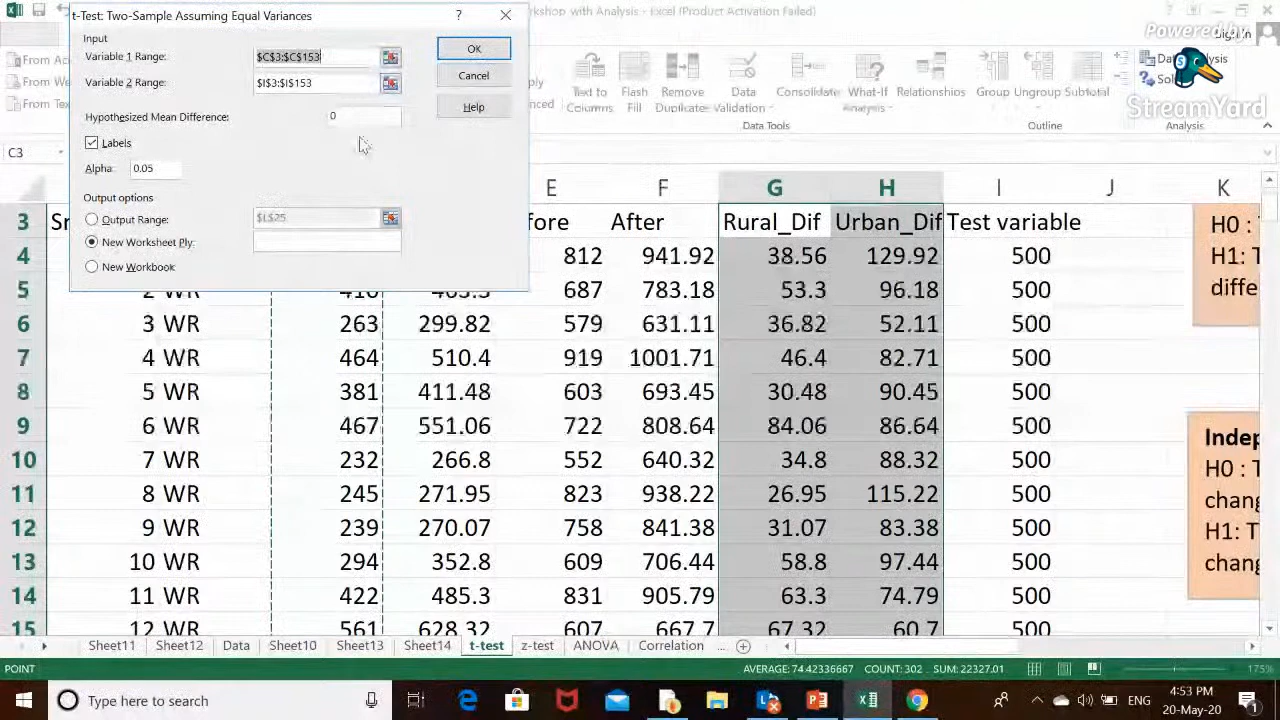 t-Test: Two-Sample Assuming Equal Variances
?
rkshop with Analysis - Excel (Product Activation Failed)
Powered by
Sign in
StreamYard
Input
Variable 1 Range:
$C$3:$C$153
OK
Variable 2 Range:
$I$3:$I$153
Cancel
Hypothesized Mean Difference:
0
Help
Labels
Alpha:
0.05
Output options
Output Range:
$L$25
New Worksheet Ply:
New Workbook
From Ac
From We
From Te
Text to Columns
Flash Fill
Remove Duplicates
Data Validation
Consolidate
What-If Analysis
Relationships
Group
Ungroup
Subtotal
Data Tools
Outline
Analysis
C3
E F G H I J K
3 Sr fore After Rural_Dif Urban_Dif Test variable
4 812 941.92 38.56 129.92 500
5 2 WR 410 463.3 687 783.18 53.3 96.18 500
6 3 WR 263 299.82 579 631.11 36.82 52.11 500
7 4 WR 464 510.4 919 1001.71 46.4 82.71 500
8 5 WR 381 411.48 603 693.45 30.48 90.45 500
9 6 WR 467 551.06 722 808.64 84.06 86.64 500
10 7 WR 232 266.8 552 640.32 34.8 88.32 500
11 8 WR 245 271.95 823 938.22 26.95 115.22 500
12 9 WR 239 270.07 758 841.38 31.07 83.38 500
13 10 WR 294 352.8 609 706.44 58.8 97.44 500
14 11 WR 422 485.3 831 905.79 63.3 74.79 500
15 12 WR 561 628.32 607 667.7 67.32 60.7 500
H0 :
H1: T
diffe
Indep
H0 : T
chang
H1: T
chang
Sheet11 Sheet12 Data Sheet10 Sheet13 Sheet14 t-test z-test ANOVA Correlation ...
POINT
AVERAGE: 74.42336667 COUNT: 302 SUM: 22327.01
175%
Type here to search
ENG
4:53 PM
20-May-20
1